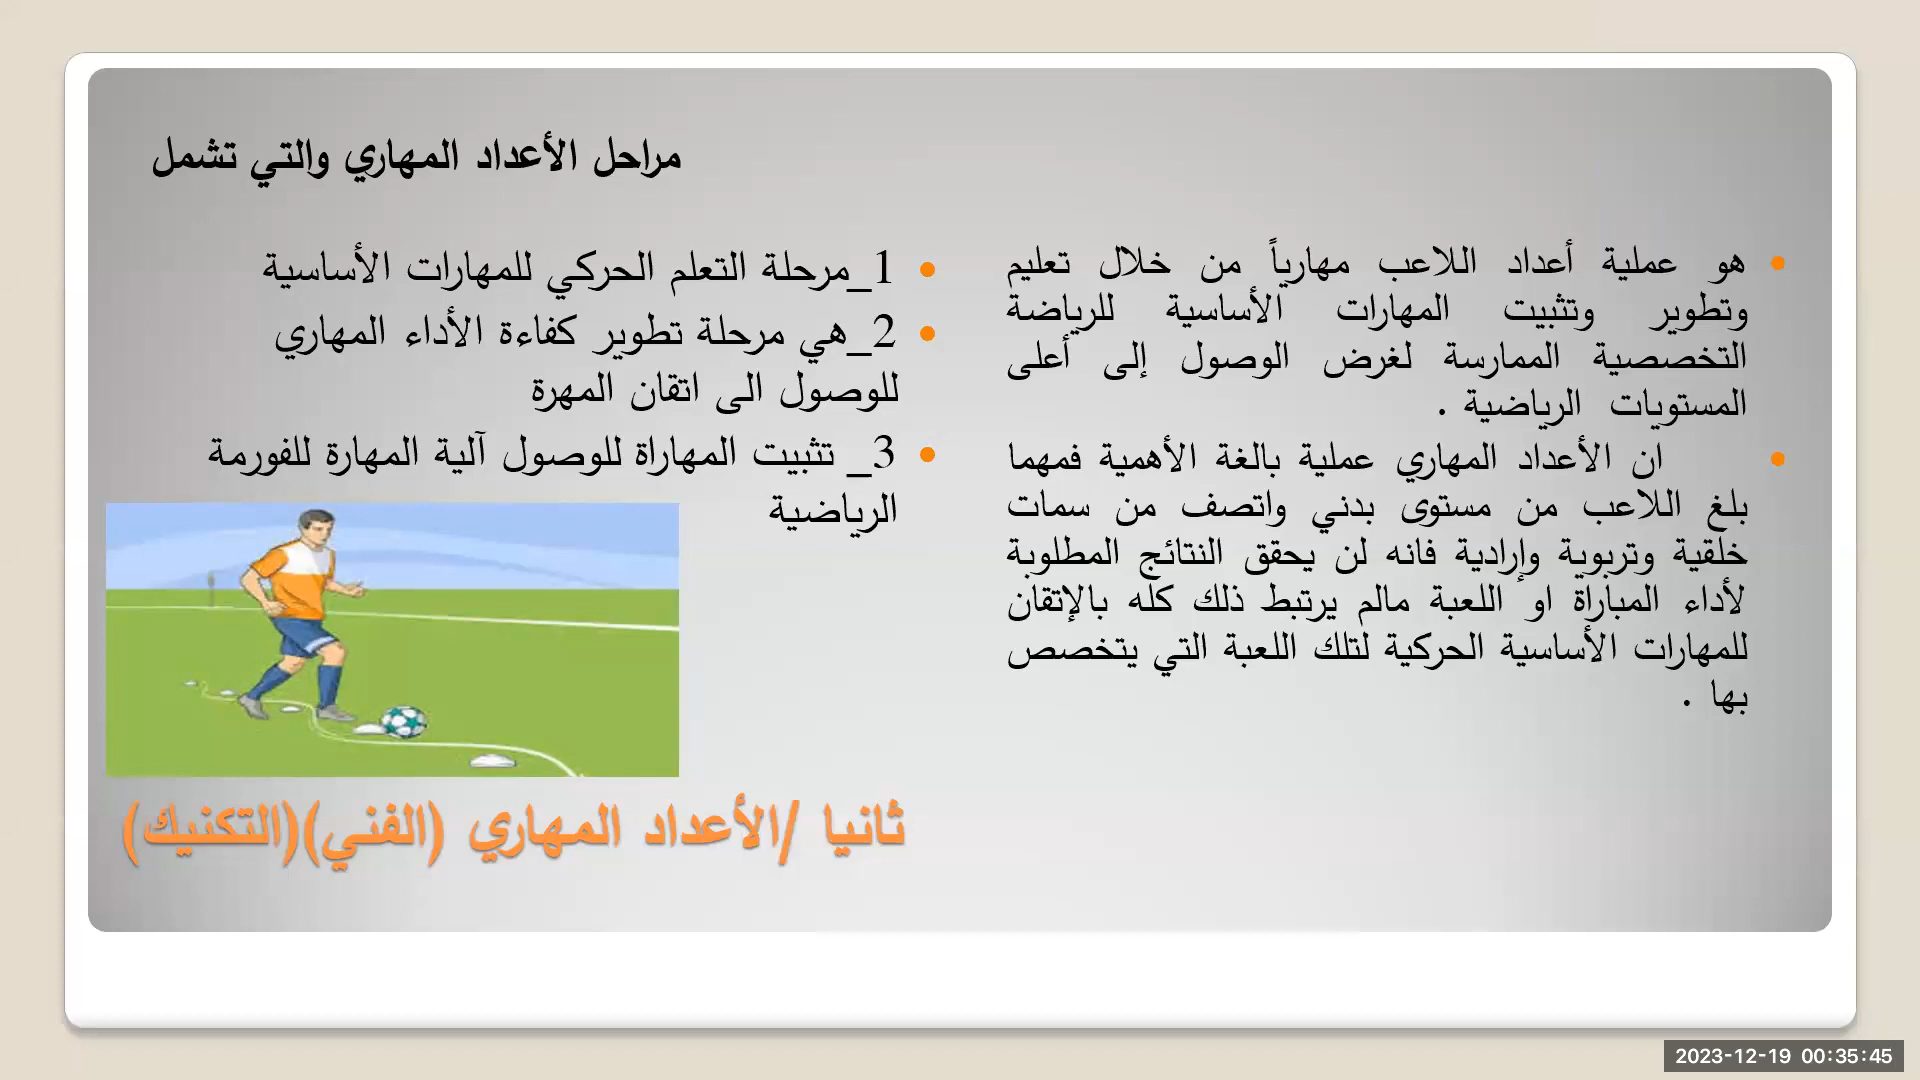 هو عملية أعداد اللاعب مهارياً من خلال تعليم
وتطوير وتثبيت المهارات الأساسية للرياضة
التخصصية الممارسة لغرض الوصول إلى أعلى
المستويات الرياضية .
ان الأعداد المهاري عملية بالغة الأهمية فمهما
بلغ اللاعب من مستوى بدني واتصف من سمات
خلقية وتربوية وإرادية فانه لن يحقق النتائج المطلوبة
لأداء المباراة او اللعبة مالم يرتبط ذلك كله بالإتقان
للمهارات الأساسية الحركية لتلك اللعبة التي يتخصص
بها .
مراحل الأعداد المهاري والتي تشمل
1_مرحلة التعلم الحركي للمهارات الأساسية
2_هي مرحلة تطوير كفاءة الأداء المهاري
للوصول الى اتقان المهرة
3_ تثبيت المهاراة للوصول آلية المهارة للفورمة
الرياضية
ثانيا /الأعداد المهاري (الفني)(التكنيك)
2023-12-19 00:35:45